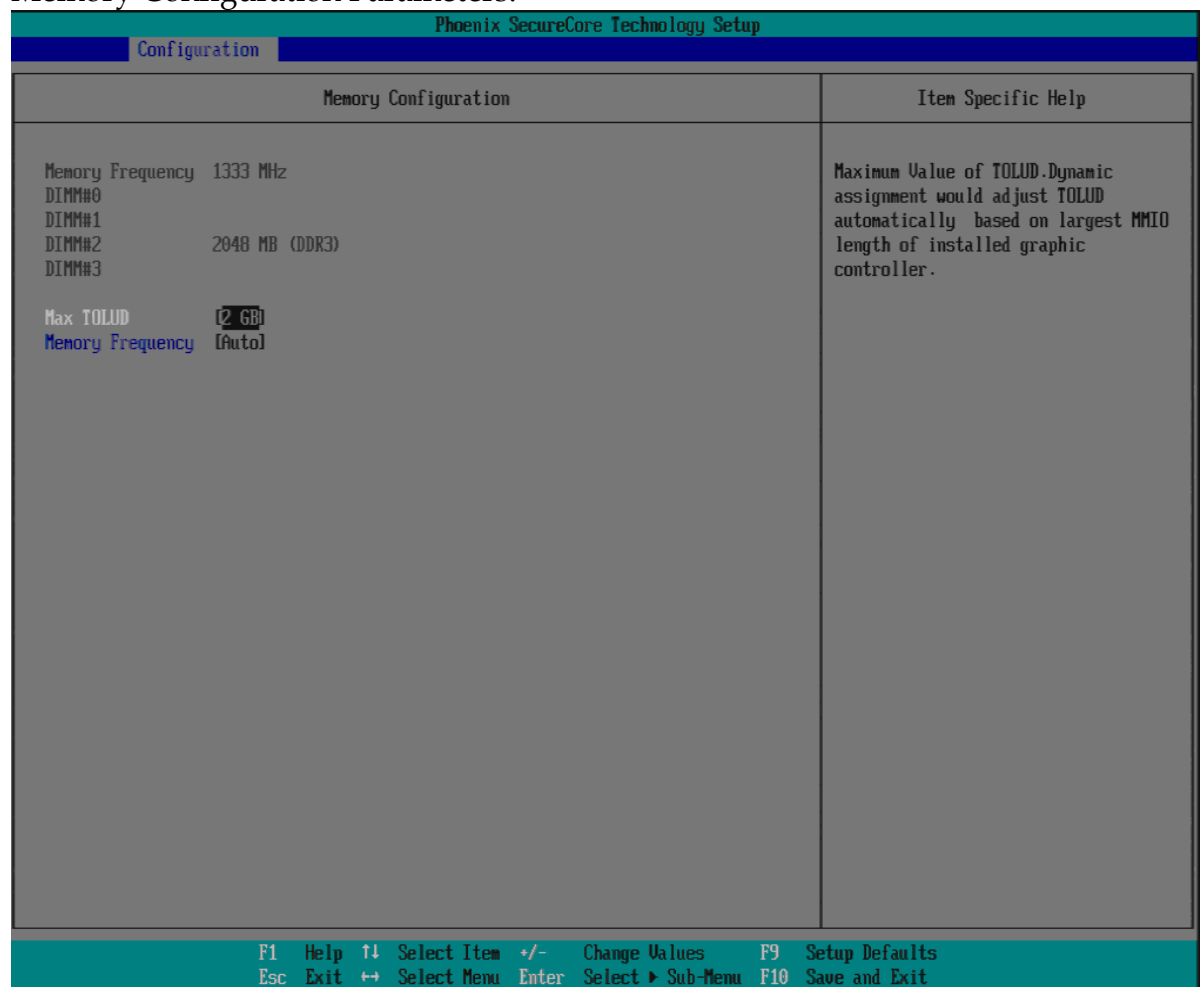 Memory Configuration Parameters.
Phoenix SecureCore Technology Setup
Configuration
Memory Configuration
Item Specific Help
Memory Frequency 1333 MHz
DIMM#0
DIMM#1
DIMM#2 2048 MB (DDR3)
DIMM#3
Max TOLUD [2 GB]
Memory Frequency [Auto]
Maximum Value of TOLUD.Dynamic
assignment would adjust TOLUD
automatically based on largest MMIO
length of installed graphic
controller.
F1 Help ↑↓ Select Item +/- Change Values F9 Setup Defaults
Esc Exit ↔ Select Menu Enter Select ▶ Sub-Menu F10 Save and Exit